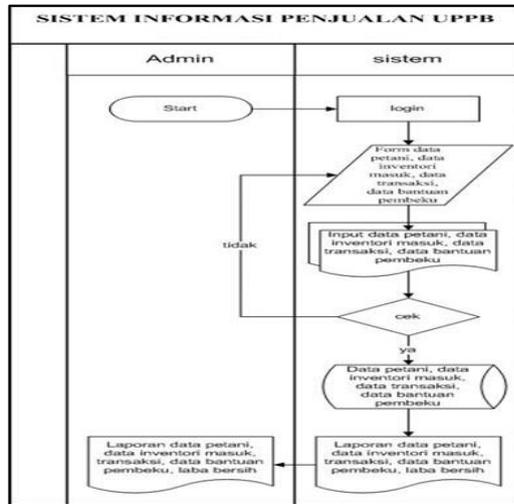 SISTEM INFORMASI PENJUALAN UPPB
Admin
sistem
Start
login
Form data
petani, data
inventori
masuk, data
transaksi,
data bantuan
pembeku
Input data petani, data
inventori masuk, data
transaksi, data bantuan
pembeku
tidak
cek
ya
Data petani, data
inventori masuk,
data transaksi,
data bantuan
pembeku
Laporan data petani,
data inventori masuk,
transaksi, data bantuan
pembeku, laba bersih
Laporan data petani,
data inventori masuk,
transaksi, data bantuan
pembeku, laba bersih